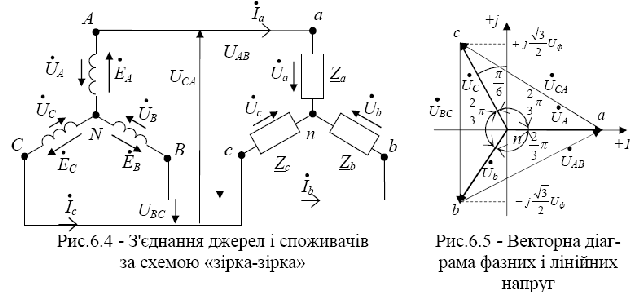 A
İa
a
U̇A
ĖA
UCA
UAB
U̇a
Za
U̇C
N
U̇B
U̇c
n
U̇b
C
ĖC
ĖB
B
c
Zc
Zb
b
İc
UBC
İb
Рис.6.4 - З'єднання джерел і споживачів
за схемою «зірка-зірка»
+j
c
+j √3/2 Uф
U̇C
π/6
U̇CA
U̇BC
2/3 π
2/3 π
U̇A
a
n
+1
2/3 π
U̇b
U̇AB
b
-j √3/2 Uф
Рис.6.5 - Векторна діаг-
рама фазних і лінійних
напруг